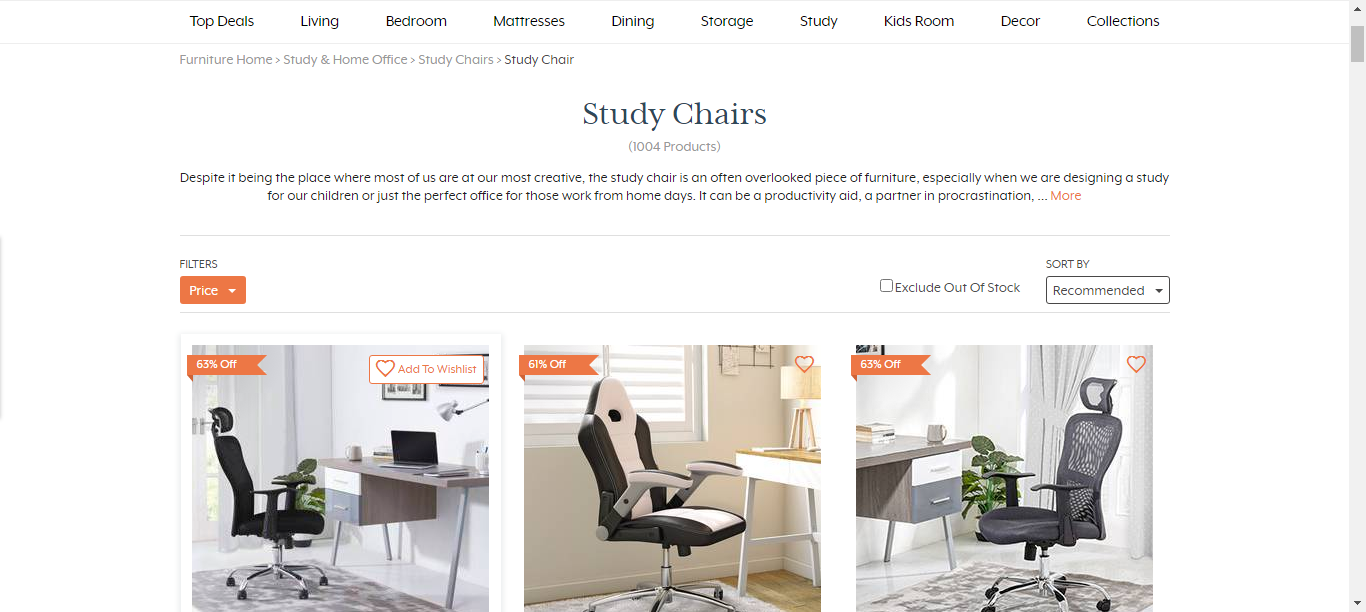 Top Deals Living Bedroom Mattresses Dining Storage Study Kids Room Decor Collections
Furniture Home > Study & Home Office > Study Chairs > Study Chair
Study Chairs
(1004 Products)
Despite it being the place where most of us are at our most creative, the study chair is an often overlooked piece of furniture, especially when we are designing a study
for our children or just the perfect office for those work from home days. It can be a productivity aid, a partner in procrastination, ... More
FILTERS
SORT BY
Price
Exclude Out Of Stock
Recommended
63% Off
Add To Wishlist
61% Off
63% Off